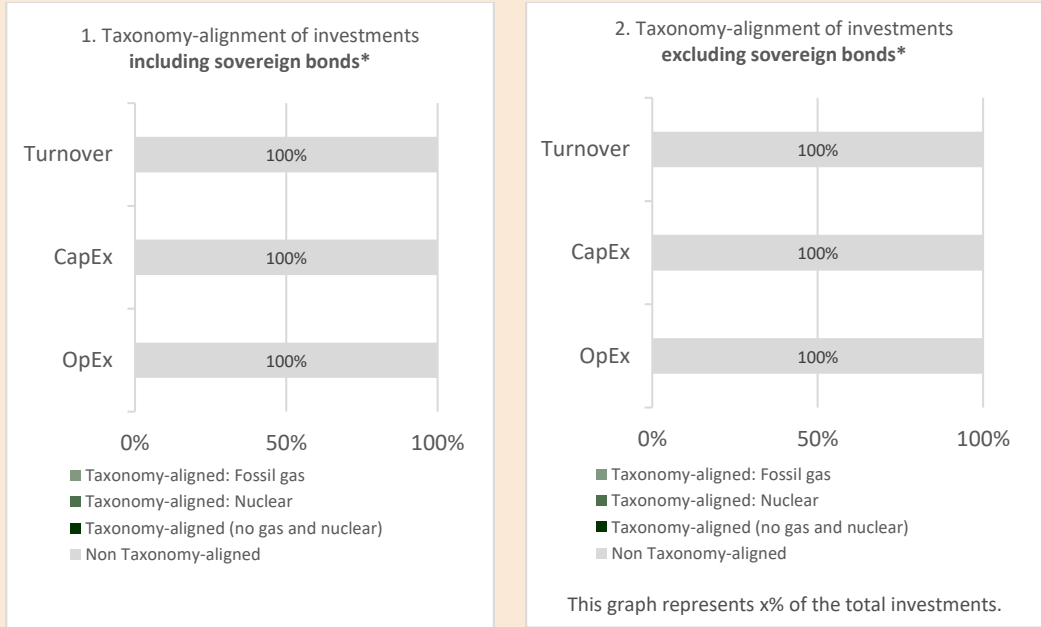 1. Taxonomy-alignment of investments
including sovereign bonds*
Turnover
100%
CapEx
100%
OpEx
100%
0%
50%
100%
Taxonomy-aligned: Fossil gas
Taxonomy-aligned: Nuclear
Taxonomy-aligned (no gas and nuclear)
Non Taxonomy-aligned
2. Taxonomy-alignment of investments
excluding sovereign bonds*
Turnover
100%
CapEx
100%
OpEx
100%
0%
50%
100%
Taxonomy-aligned: Fossil gas
Taxonomy-aligned: Nuclear
Taxonomy-aligned (no gas and nuclear)
Non Taxonomy-aligned
This graph represents x% of the total investments.